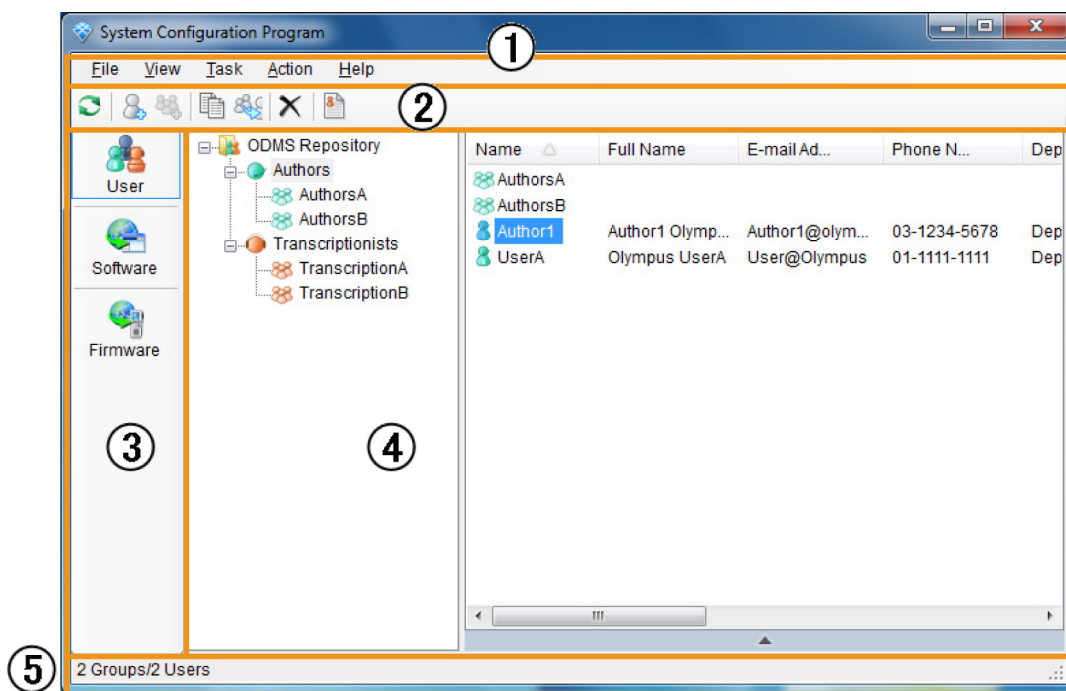 System Configuration Program
①
File View Task Action Help
②
User
Software
Firmware
③
ODMS Repository
Authors
AuthorsA
AuthorsB
Transcriptionists
TranscriptionA
TranscriptionB
④
Name Full Name E-mail Ad... Phone N... Dep
AuthorsA
AuthorsB
Author1 Author1 Olymp... Author1@olym... 03-1234-5678 Dep
UserA Olympus UserA User@Olympus 01-1111-1111 Dep
⑤
2 Groups/2 Users